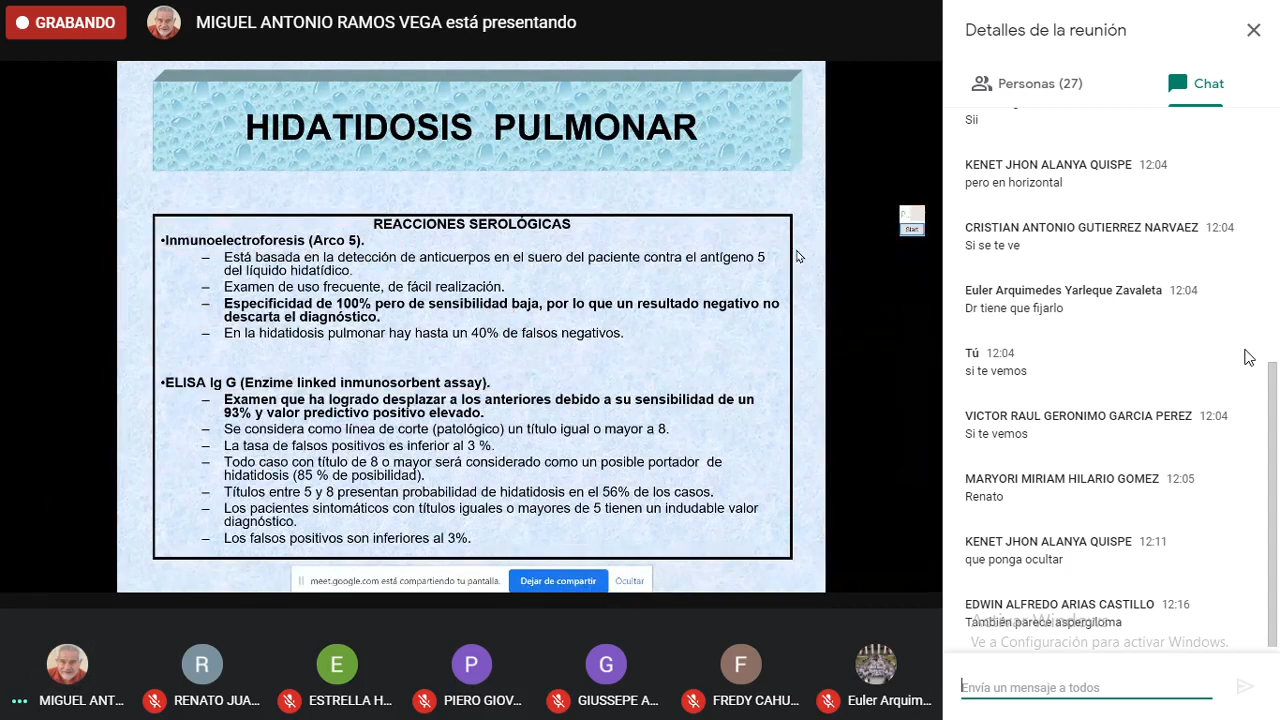 GRABANDO
MIGUEL ANTONIO RAMOS VEGA está presentando
HIDATIDOSIS PULMONAR
REACCIONES SEROLÓGICAS
•Inmunoelectroforesis (Arco 5).
– Está basada en la detección de anticuerpos en el suero del paciente contra el antígeno 5
del líquido hidatídico.
– Examen de uso frecuente, de fácil realización.
– Especificidad de 100% pero de sensibilidad baja, por lo que un resultado negativo no
descarta el diagnóstico.
– En la hidatidosis pulmonar hay hasta un 40% de falsos negativos.
•ELISA Ig G (Enzime linked inmunosorbent assay).
– Examen que ha logrado desplazar a los anteriores debido a su sensibilidad de un
93% y valor predictivo positivo elevado.
– Se considera como línea de corte (patológico) un título igual o mayor a 8.
– La tasa de falsos positivos es inferior al 3 %.
– Todo caso con título de 8 o mayor será considerado como un posible portador de
hidatidosis (85 % de posibilidad).
– Títulos entre 5 y 8 presentan probabilidad de hidatidosis en el 56% de los casos.
– Los pacientes sintomáticos con títulos iguales o mayores de 5 tienen un indudable valor
diagnóstico.
– Los falsos positivos son inferiores al 3%.
Start
meet.google.com está compartiendo tu pantalla.
Dejar de compartir
Ocultar
R
E
P
G
F
MIGUEL ANT...
RENATO JUA...
ESTRELLA H...
PIERO GIOV...
GIUSSEPE A...
FREDY CAHU...
Euler Arquim...
Detalles de la reunión
Personas (27)
Chat
Sii
KENET JHON ALANYA QUISPE 12:04
pero en horizontal
CRISTIAN ANTONIO GUTIERREZ NARVAEZ 12:04
Si se te ve
Euler Arquimedes Yarleque Zavaleta 12:04
Dr tiene que fijarlo
Tú 12:04
si te vemos
VICTOR RAUL GERONIMO GARCIA PEREZ 12:04
Si te vemos
MARYORI MIRIAM HILARIO GOMEZ 12:05
Renato
KENET JHON ALANYA QUISPE 12:11
que ponga ocultar
EDWIN ALFREDO ARIAS CASTILLO 12:16
También parece aspergiloma
Activar Windows
Ve a Configuración para activar Windows.
Envía un mensaje a todos